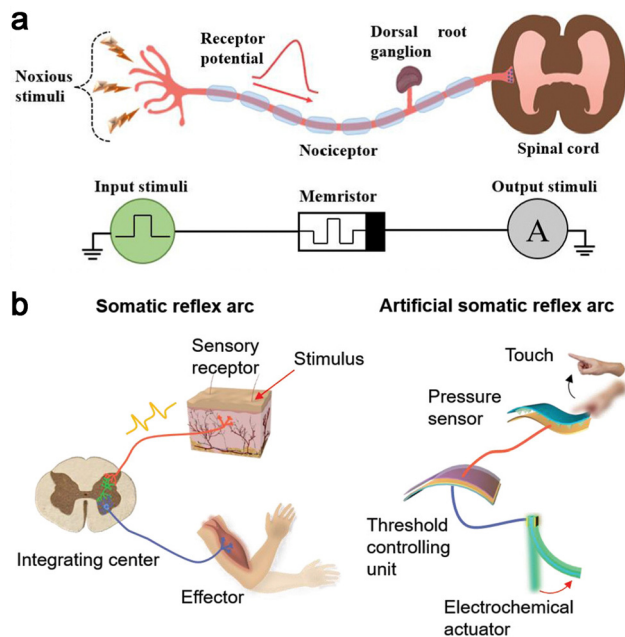 a
Noxious
stimuli
Receptor
potential
Dorsal root
ganglion
Nociceptor
Spinal cord
Input stimuli
Memristor
Output stimuli
A
b
Somatic reflex arc
Sensory
receptor
Stimulus
Integrating center
Effector
Artificial somatic reflex arc
Touch
Pressure
sensor
Threshold
controlling
unit
Electrochemical
actuator